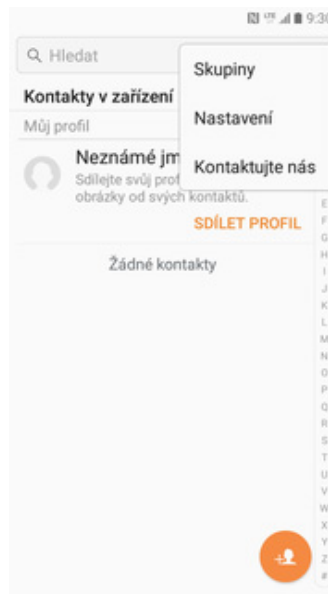 9:30
Hledat
Skupiny
Kontakty v zařízení
Nastavení
Můj profil
Neznámé jm
Kontaktujte nás
Sdílejte svůj prof
obrázky od svých kontaktů.
SDÍLET PROFIL
Žádné kontakty
E
F
G
H
I
J
K
L
M
N
O
P
Q
R
S
T
U
V
W
X
Y
Z
#